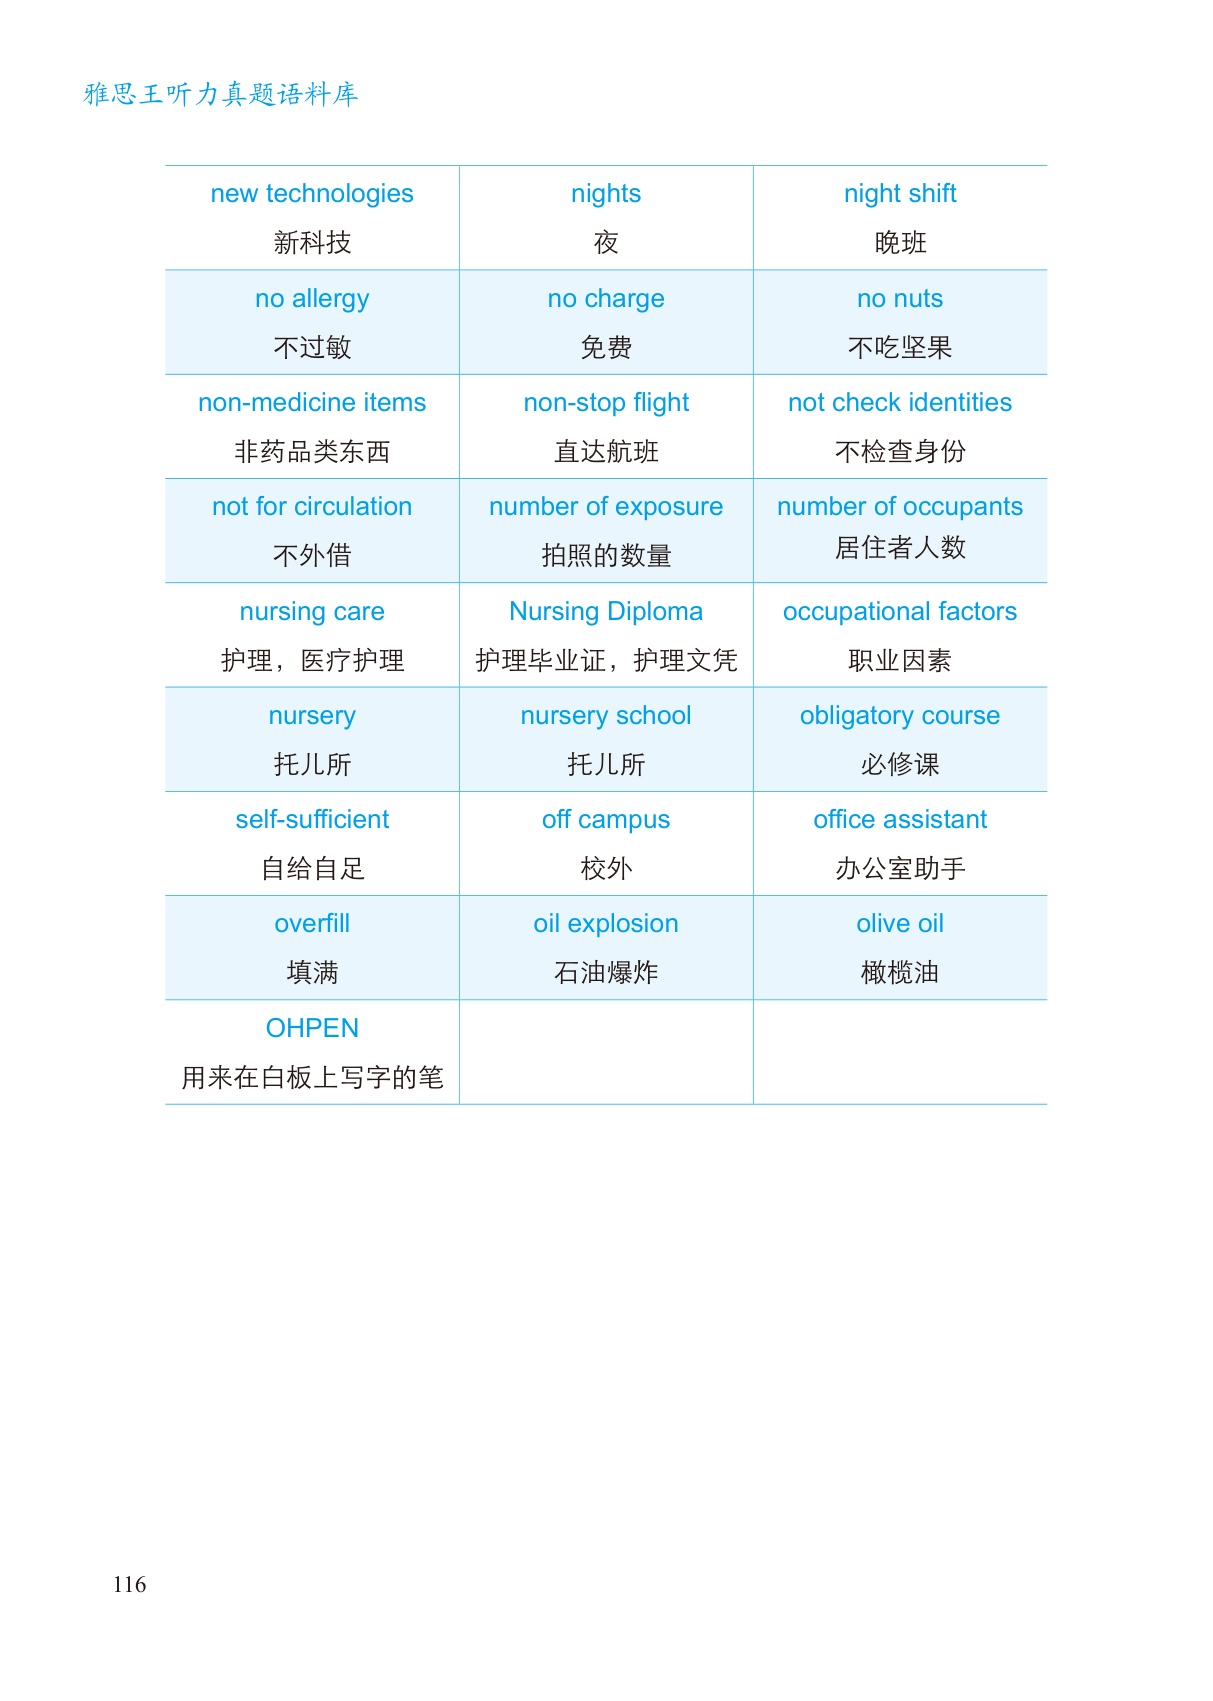 雅思王听力真题语料库
new technologies
nights
night shift
新科技
夜
晚班
no allergy
no charge
no nuts
不过敏
免费
不吃坚果
non-medicine items
non-stop flight
not check identities
非药品类东西
直达航班
不检查身份
not for circulation
number of exposure
number of occupants
不外借
拍照的数量
居住者人数
nursing care
Nursing Diploma
occupational factors
护理，医疗护理
护理毕业证，护理文凭
职业因素
nursery
nursery school
obligatory course
托儿所
托儿所
必修课
self-sufficient
off campus
office assistant
自给自足
校外
办公室助手
overfill
oil explosion
olive oil
填满
石油爆炸
橄榄油
OHPEN
用来在白板上写字的笔
116